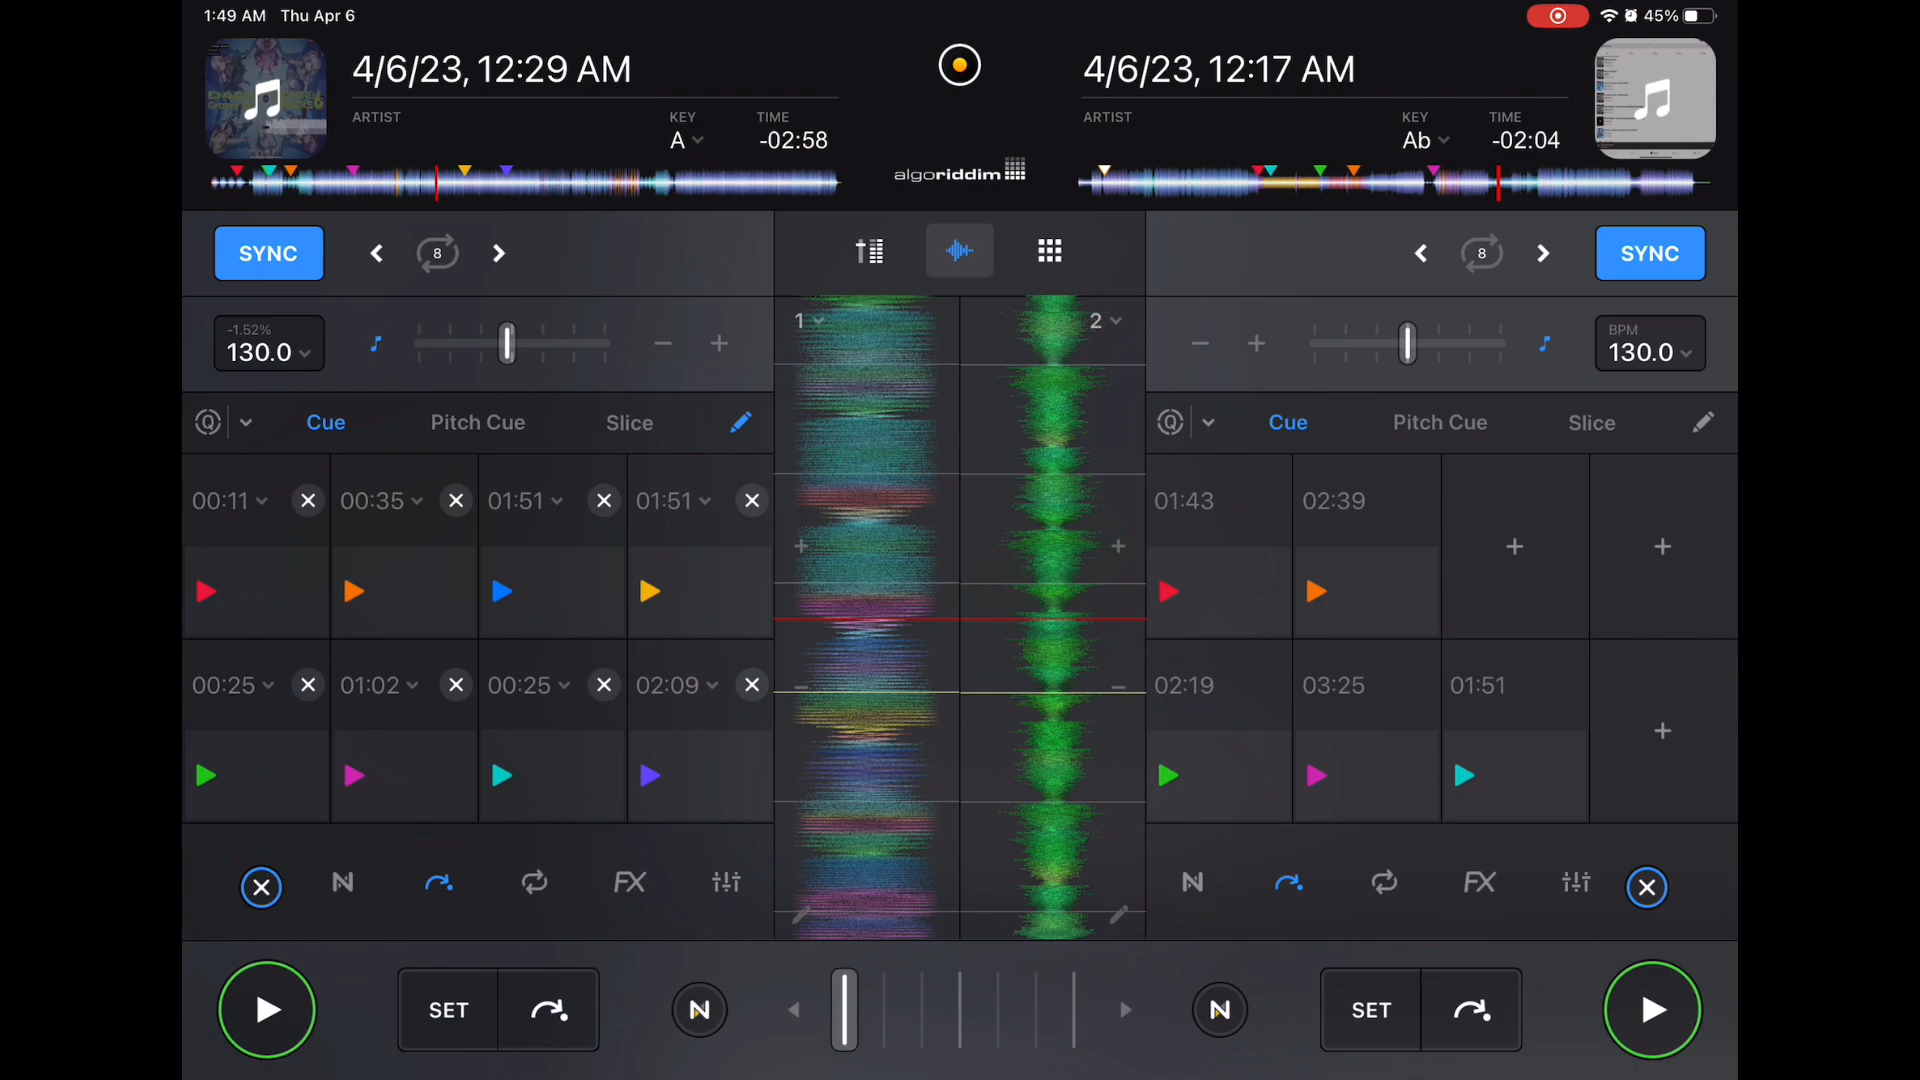 1:49 AM Thu Apr 6
45%
4/6/23, 12:29 AM
4/6/23, 12:17 AM
ARTIST KEY TIME
A -02:58
ARTIST KEY TIME
Ab -02:04
algoriddim
SYNC 8
8 SYNC
-1.52%
130.0
BPM
130.0
1
2
Q Cue Pitch Cue Slice
Q Cue Pitch Cue Slice
00:11 00:35 01:51 01:51
01:43 02:39
00:25 01:02 00:25 02:09
02:19 03:25 01:51
FX
FX
SET
SET